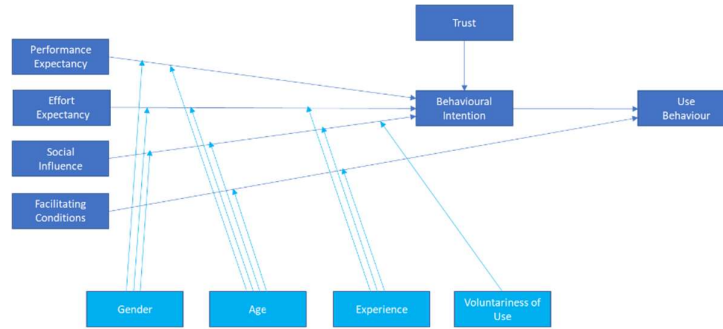 Trust
Performance
Expectancy
Effort
Expectancy
Behavioural
Intention
Use
Behaviour
Social
Influence
Facilitating
Conditions
Gender
Age
Experience
Voluntariness of
Use